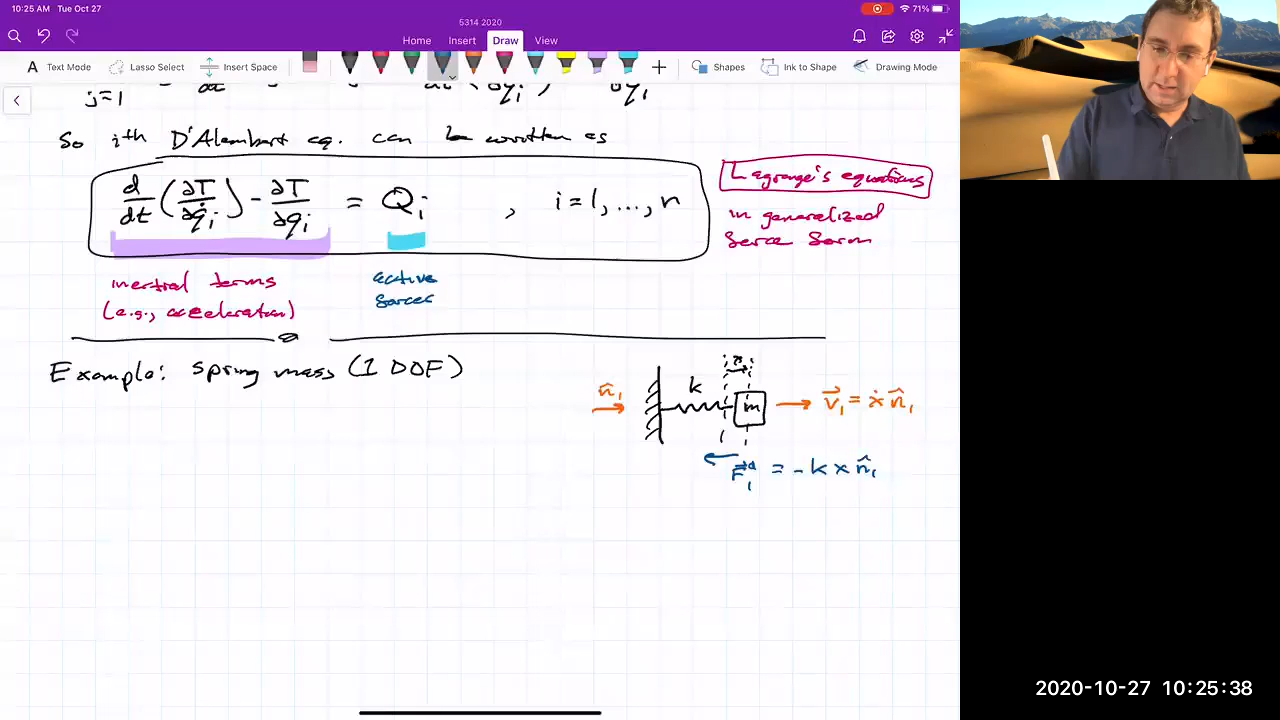 10:25 AM Tue Oct 27
71%
5314 2020
Home Insert Draw View
Text Mode Lasso Select Insert Space Shapes Ink to Shape Drawing Mode
j=1
So ith D'Alembert eq. can be written as
d/dt (∂T/∂q̇i) - ∂T/∂qi = Qi , i=1,...,n
Lagrange's equations
in generalized
force form
inertial terms
(e.g., acceleration)
active
forces
Example: spring mass (1 DOF)
n̂1
k
x
m
v⃗1 = ẋ n̂1
F⃗1^a = -k x n̂1
2020-10-27 10:25:38